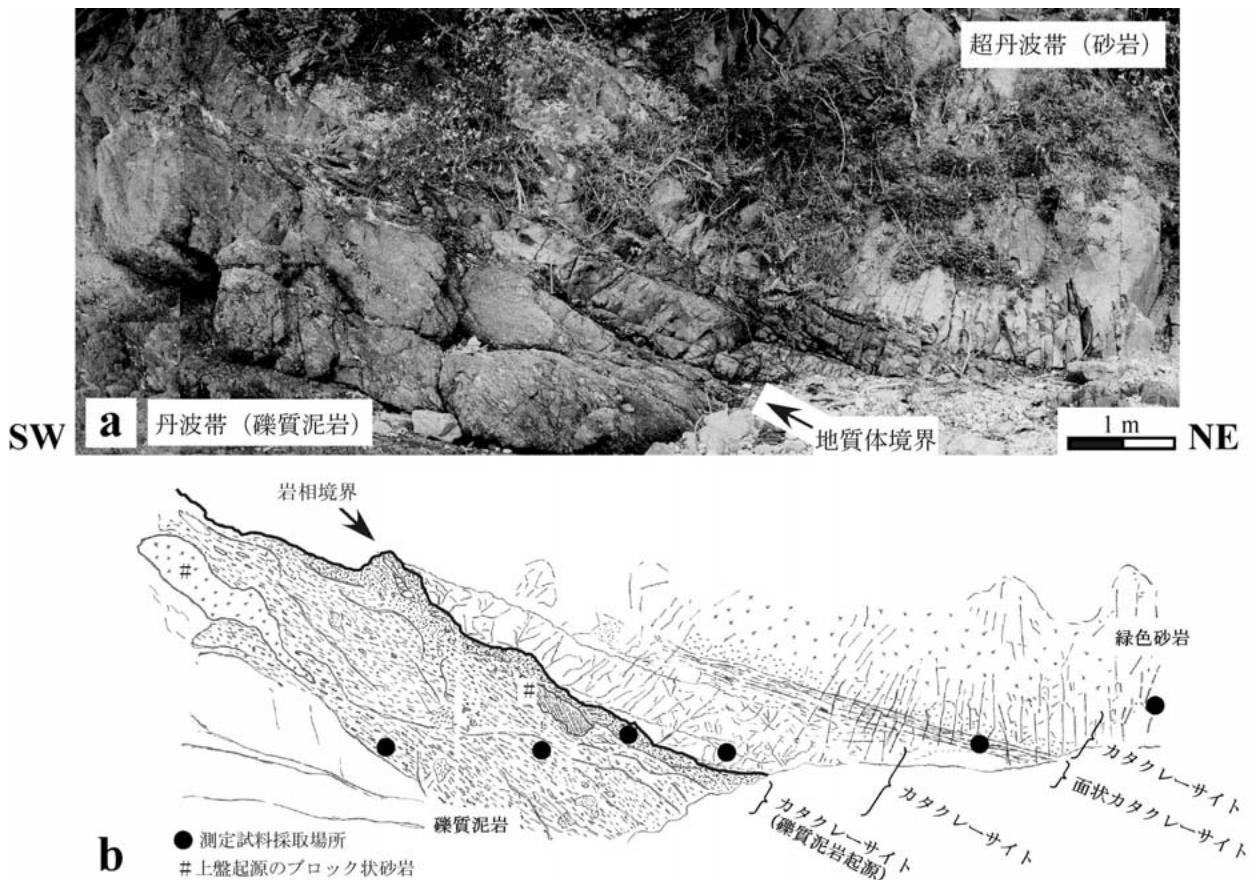 超丹波帯（砂岩）
a
丹波帯（礫質泥岩）
地質体境界
1 m
SW
NE
岩相境界
#
#
緑色砂岩
礫質泥岩
カタクレーサイト
(礫質泥岩起源)
カタクレーサイト
面状カタクレーサイト
カタクレーサイト
b
● 測定試料採取場所
# 上盤起源のブロック状砂岩